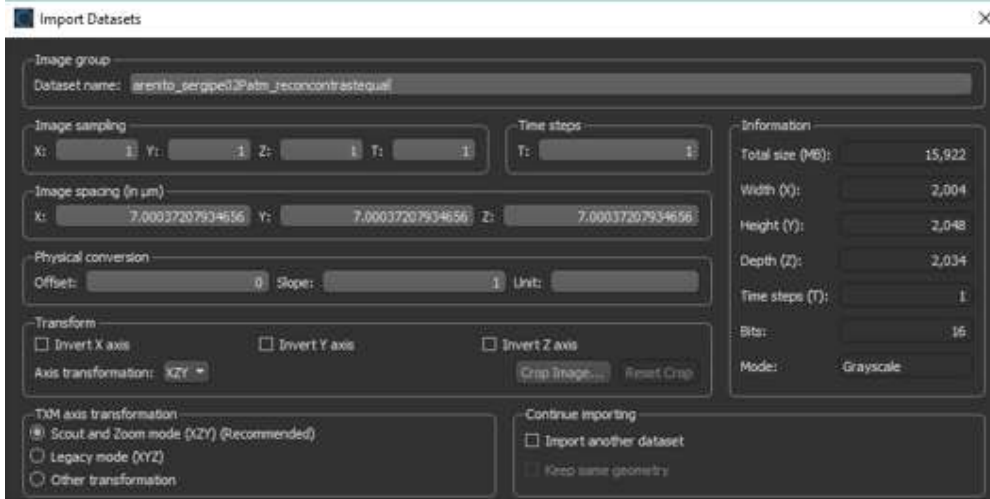 Import Datasets
Image group
Dataset name: arenito_sergipe02Patm_reconcontrastequal
Image sampling
X: 1 Y: 1 Z: 1 T: 1
Time steps
T: 1
Image spacing (in µm)
X: 7.00037207934656 Y: 7.00037207934656 Z: 7.00037207934656
Physical conversion
Offset: 0 Slope: 1 Unit:
Transform
Invert X axis Invert Y axis Invert Z axis
Axis transformation: XZY Crop Image... Reset Crop
Information
Total size (MB): 15,922
Width (X): 2,004
Height (Y): 2,048
Depth (Z): 2,034
Time steps (T): 1
Bits: 16
Mode: Grayscale
TXM axis transformation
Scout and Zoom mode (XZY) (Recommended)
Legacy mode (XYZ)
Other transformation
Continue importing
Import another dataset
Keep same geometry